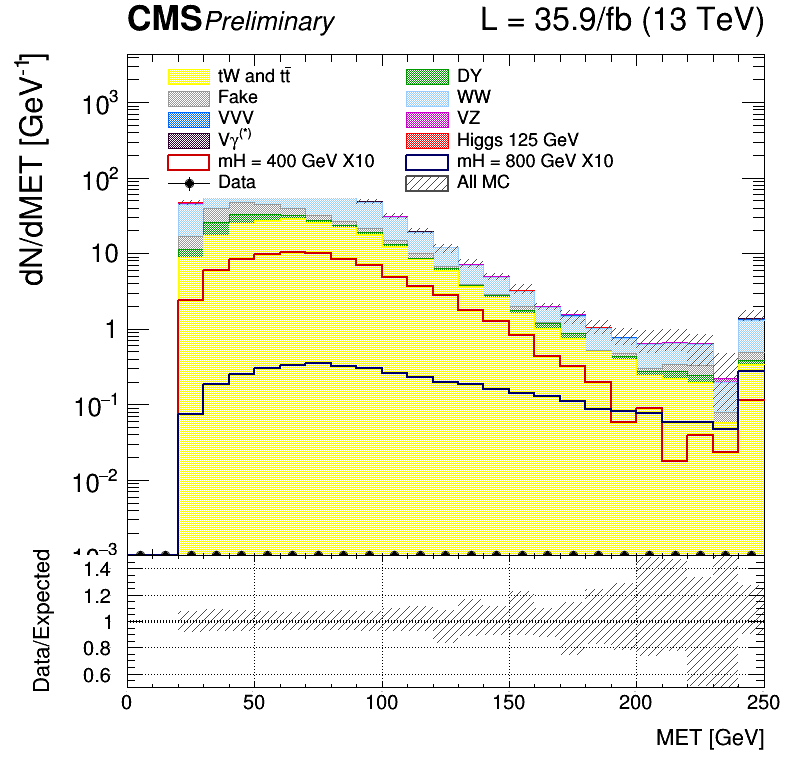 CMS Preliminary L = 35.9/fb (13 TeV)
dN/dMET [GeV⁻¹]
tW and tt̄ DY
Fake WW
VVV VZ
Vγ⁽*⁾ Higgs 125 GeV
mH = 400 GeV X10 mH = 800 GeV X10
Data All MC
10³
10²
10
1
10⁻¹
10⁻²
10⁻³
Data/Expected
1.4
1.2
1
0.8
0.6
0 50 100 150 200 250
MET [GeV]